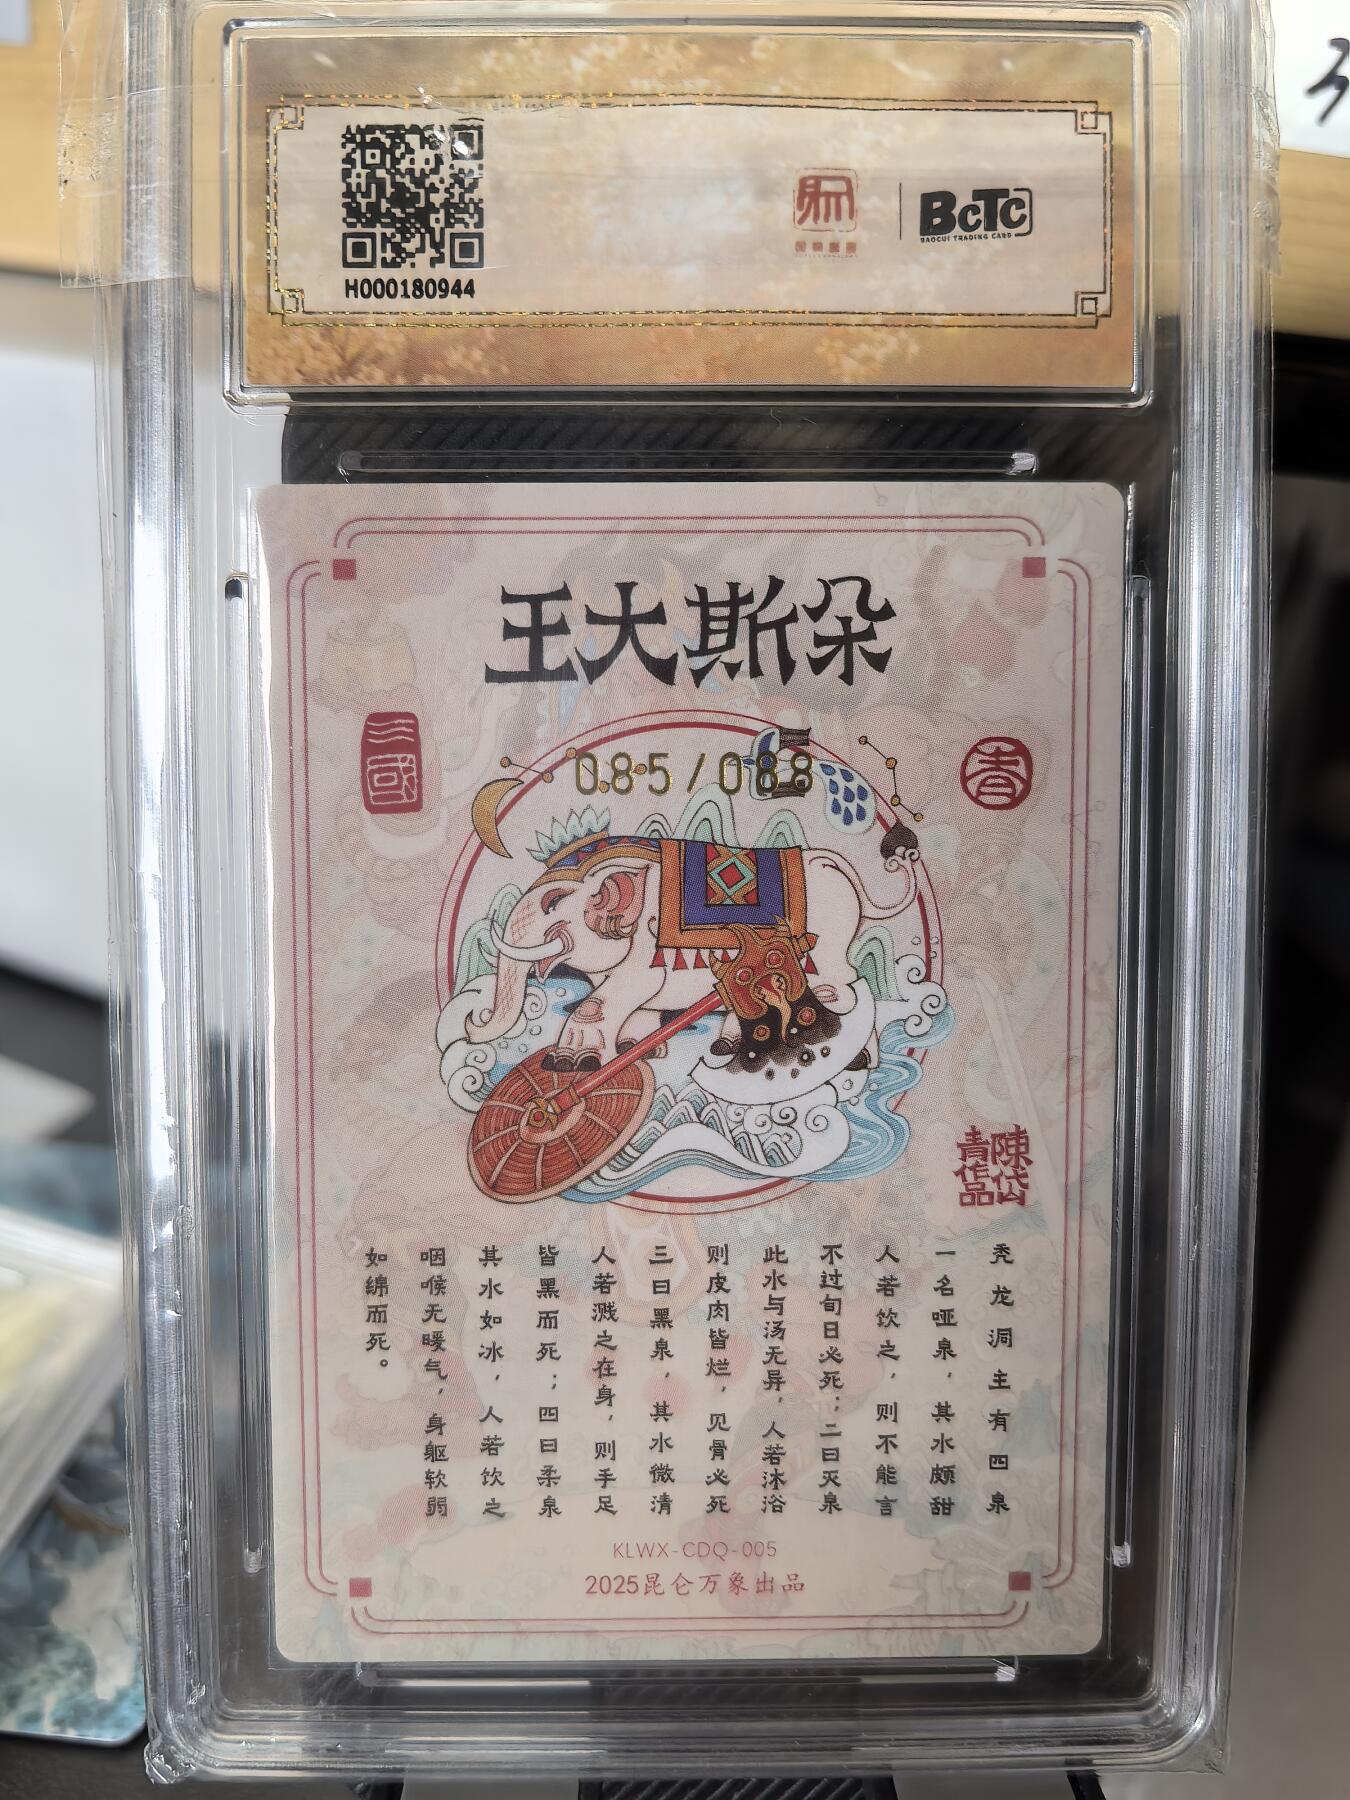 H000180944
BCTC
BAOCUI TRADING CARD
王大斯朵
085/088
三國
春
陳岱
青作品
秃龙洞主有四泉
一名哑泉，其水颇甜
人若饮之，则不能言
不过旬日必死；二曰灭泉
此水与汤无异，人若沐浴
则皮肉皆烂，见骨必死
三曰黑泉，其水微清
人若溅之在身，则手足
皆黑而死；四曰柔泉
其水如冰，人若饮之
咽喉无暖气，身躯软弱
如绵而死。
KLWX-CDQ-005
2025昆仑万象出品